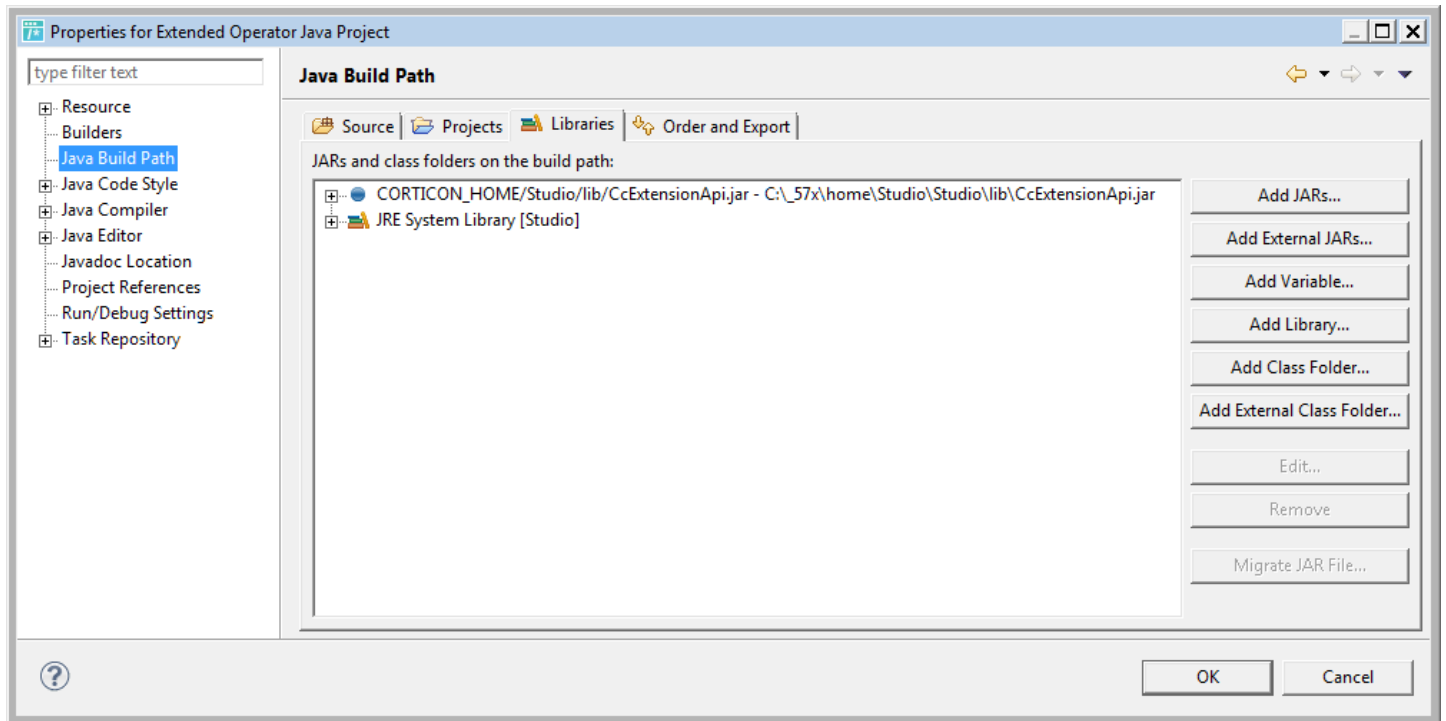 Properties for Extended Operator Java Project
type filter text
Resource
Builders
Java Build Path
Java Code Style
Java Compiler
Java Editor
Javadoc Location
Project References
Run/Debug Settings
Task Repository
Java Build Path
Source Projects Libraries Order and Export
JARs and class folders on the build path:
CORTICON_HOME/Studio/lib/CcExtensionApi.jar - C:\_57x\home\Studio\Studio\lib\CcExtensionApi.jar
JRE System Library [Studio]
Add JARs...
Add External JARs...
Add Variable...
Add Library...
Add Class Folder...
Add External Class Folder...
Edit...
Remove
Migrate JAR File...
OK Cancel